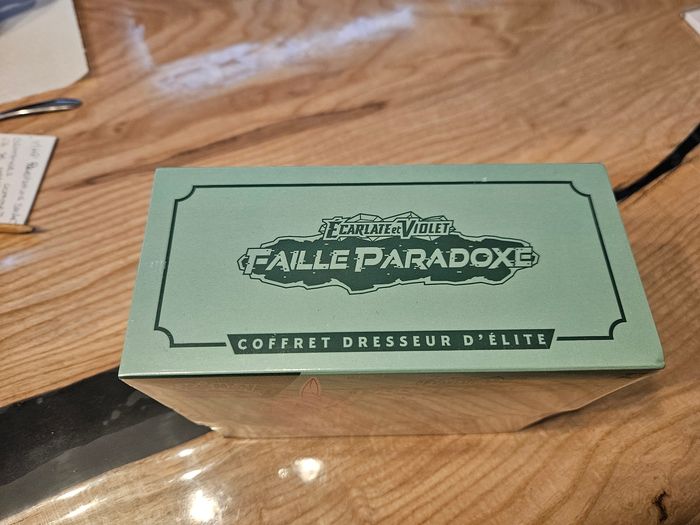 ÉCARLATE et VIOLET
FAILLE PARADOXE
COFFRET DRESSEUR D'ÉLITE